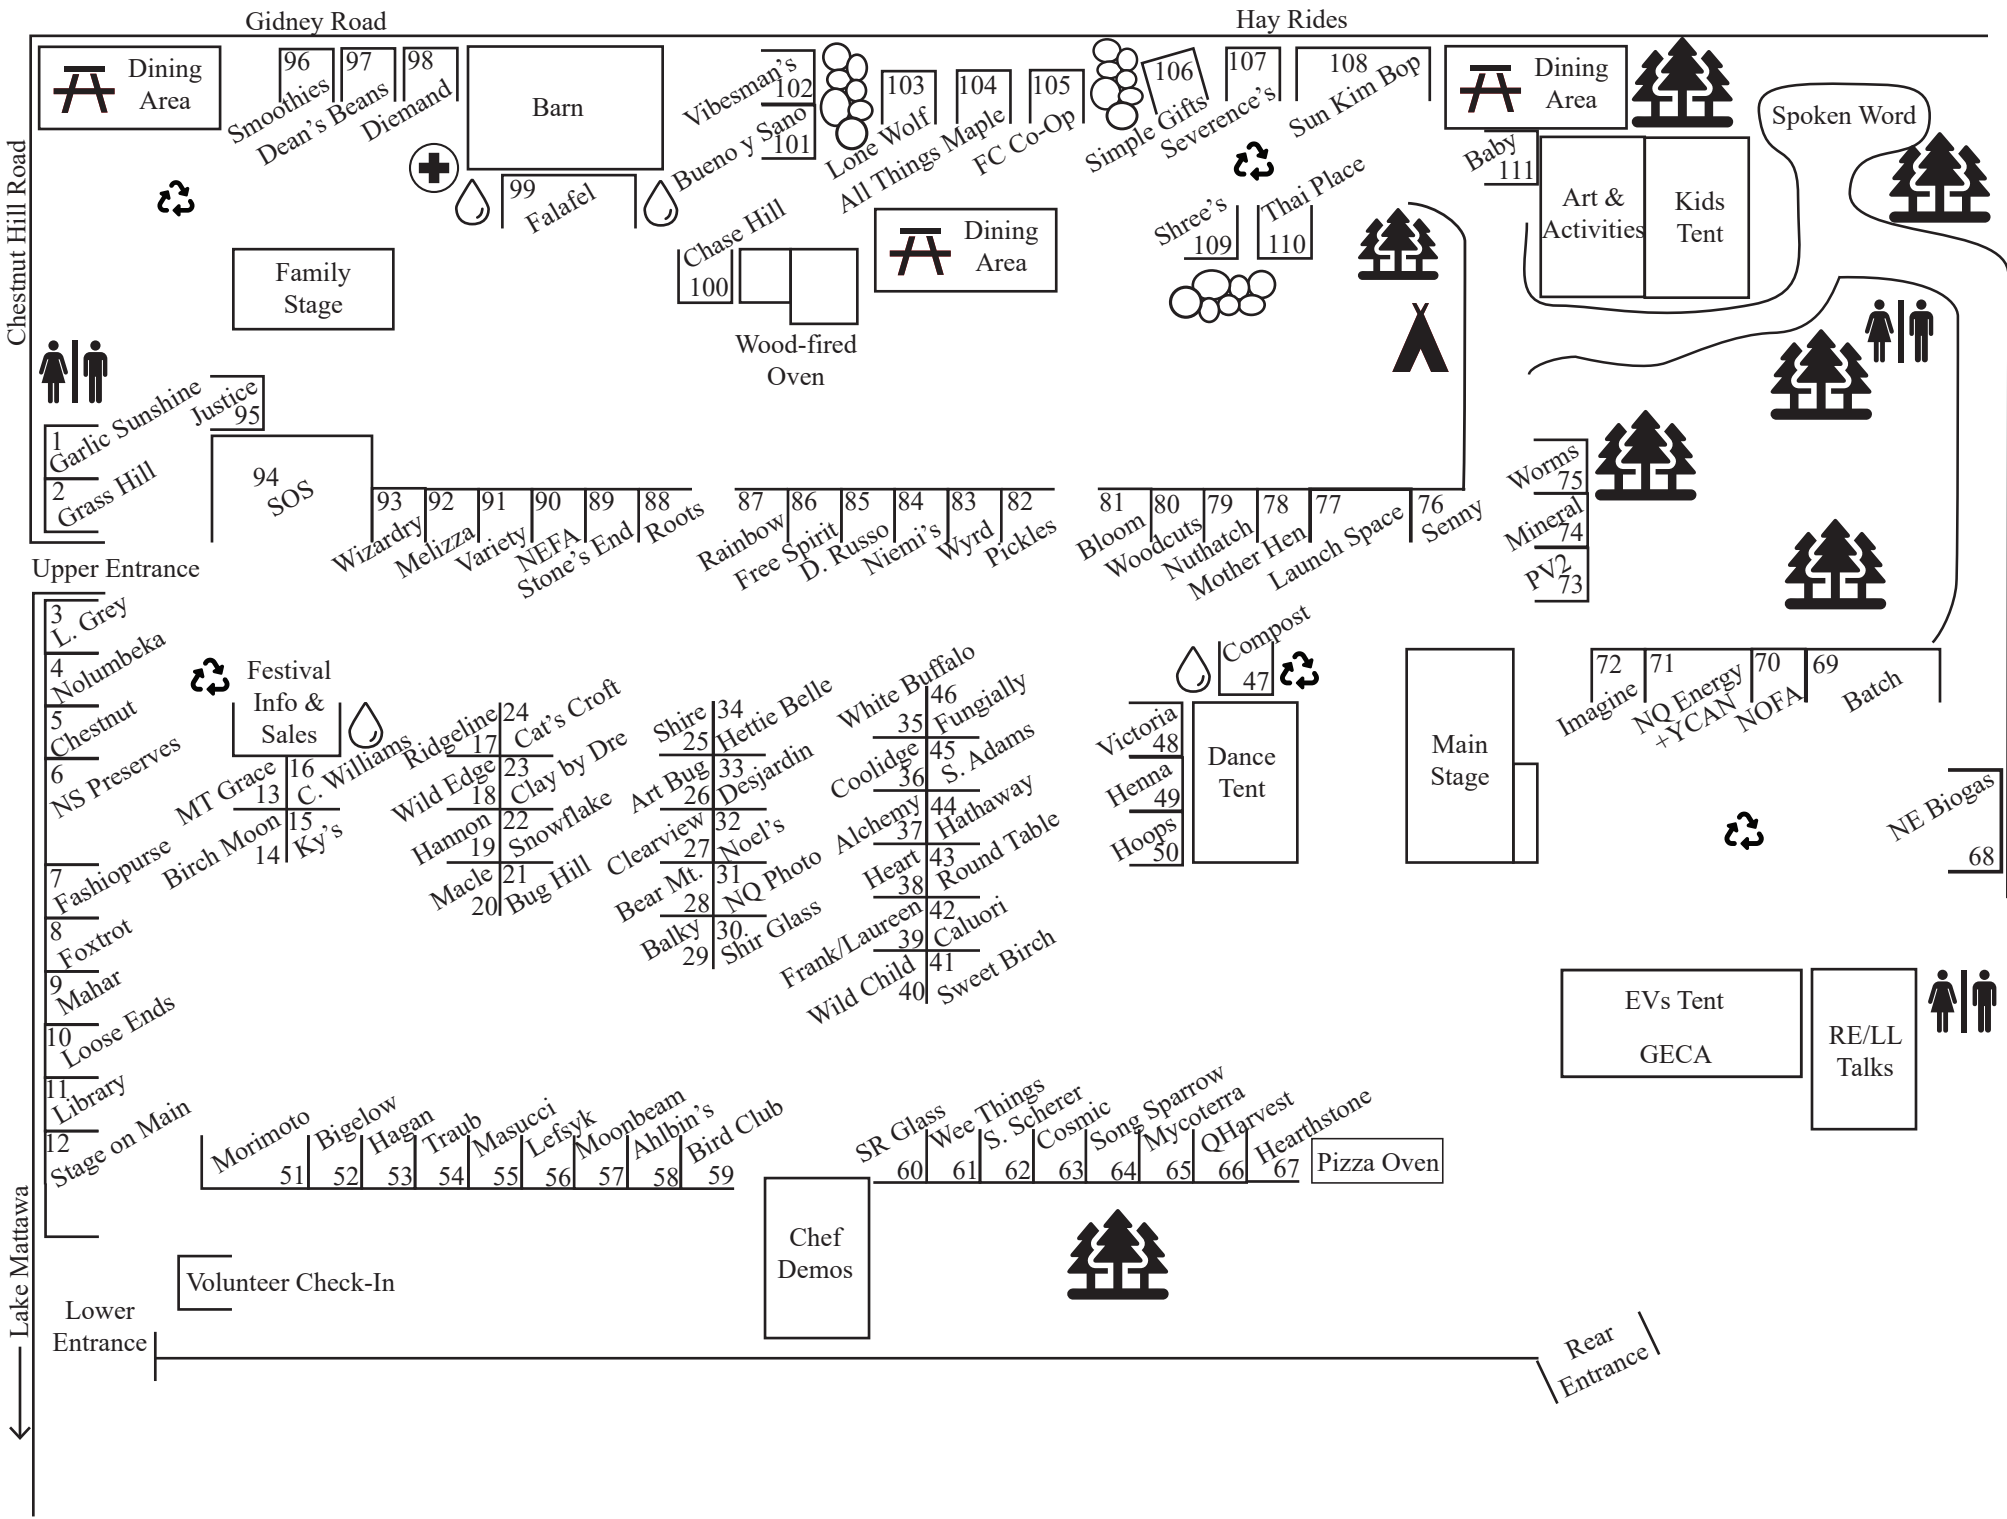 Gidney Road
Hay Rides
Chestnut Hill Road
Dining
Area
96
Smoothies
97
Dean's Beans
98
Diemand
Barn
Vibesman's
102
Bueno y Sano
101
103
Lone Wolf
104
All Things Maple
105
FC Co-Op
106
Simple Gifts
107
Severence's
108
Sun Kim Bop
Dining
Area
Baby
111
Art &
Activities
Kids
Tent
Spoken Word
99
Falafel
Family
Stage
Chase Hill
100
Wood-fired
Oven
Dining
Area
Shree's
109
Thai Place
110
1
Garlic Sunshine
2
Grass Hill
Justice
95
94
SOS
93
Wizardry
92
Melizza
91
Variety
90
NEFA
89
Stone's End
88
Roots
87
Rainbow
86
Free Spirit
85
D. Russo
84
Niemi's
83
Wyrd
82
Pickles
81
Bloom
80
Woodcuts
79
Nuthatch
78
Mother Hen
77
Launch Space
76
Senny
Worms
75
Mineral
74
PV2
73
Upper Entrance
3
L. Grey
4
Nolumbeka
5
Chestnut
6
NS Preserves
7
Fashiopurse
8
Foxtrot
9
Mahar
10
Loose Ends
11
Library
12
Stage on Main
Festival
Info &
Sales
MT Grace
13
16
C. Williams
Birch Moon
14
15
Ky's
Ridgeline
17
24
Cat's Croft
Wild Edge
18
23
Clay by Dre
Hannon
19
22
Snowflake
Macle
20
21
Bug Hill
Shire
25
34
Hettie Belle
Art Bug
26
33
Desjardin
Clearview
27
32
Noel's
Bear Mt.
28
31
NQ Photo
Balky
29
30
Shir Glass
White Buffalo
35
46
Fungially
Coolidge
36
45
S. Adams
Alchemy
37
44
Hathaway
Heart
38
43
Round Table
Frank/Laureen
39
42
Caluori
Wild Child
40
41
Sweet Birch
Compost
47
Victoria
48
Henna
49
Hoops
50
Dance
Tent
Main
Stage
72
Imagine
71
NQ Energy
+YCAN
70
NOFA
69
Batch
NE Biogas
68
EVs Tent
GECA
RE/LL
Talks
Morimoto
51
Bigelow
52
Hagan
53
Traub
54
Masucci
55
Lefsyk
56
Moonbeam
57
Ahlbin's
58
Bird Club
59
SR Glass
60
Wee Things
61
S. Scherer
62
Cosmic
63
Song Sparrow
64
Mycoterra
65
QHarvest
66
Hearthstone
67
Pizza Oven
Chef
Demos
Volunteer Check-In
Lake Mattawa
Lower
Entrance
Rear
Entrance